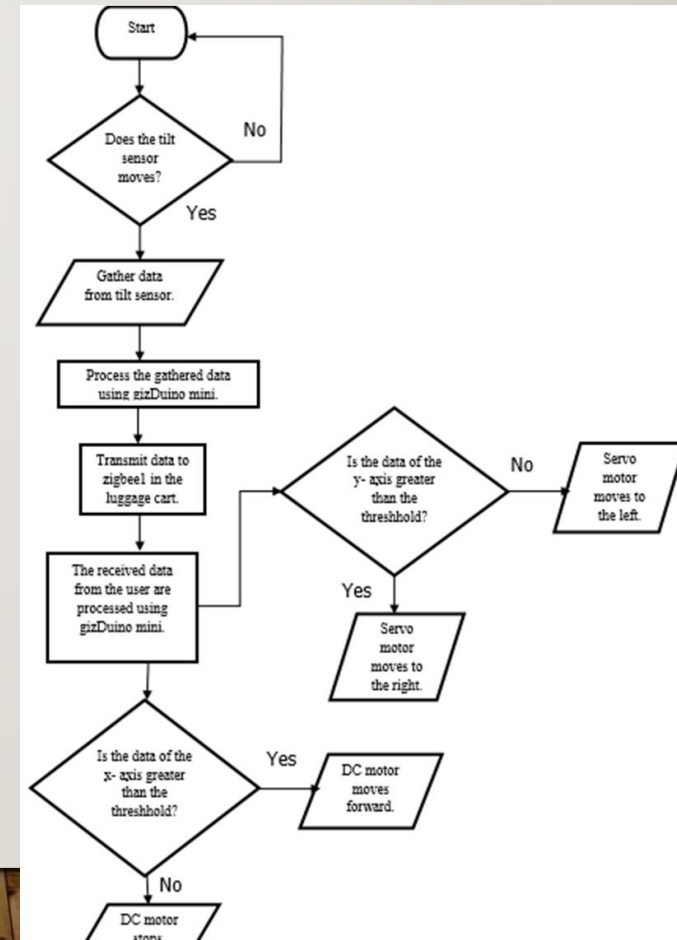 Start
No
Does the tilt
sensor
moves?
Yes
Gather data
from tilt sensor.
Process the gathered data
using gizDuino mini.
Transmit data to
zigbee1 in the
luggage cart.
The received data
from the user are
processed using
gizDuino mini.
Is the data of the
y- axis greater
than the
threshhold?
No
Servo
motor
moves to
the left.
Yes
Servo
motor
moves to
the right.
Is the data of the
x- axis greater
than the
threshhold?
Yes
DC motor
moves
forward.
No
DC motor
stops